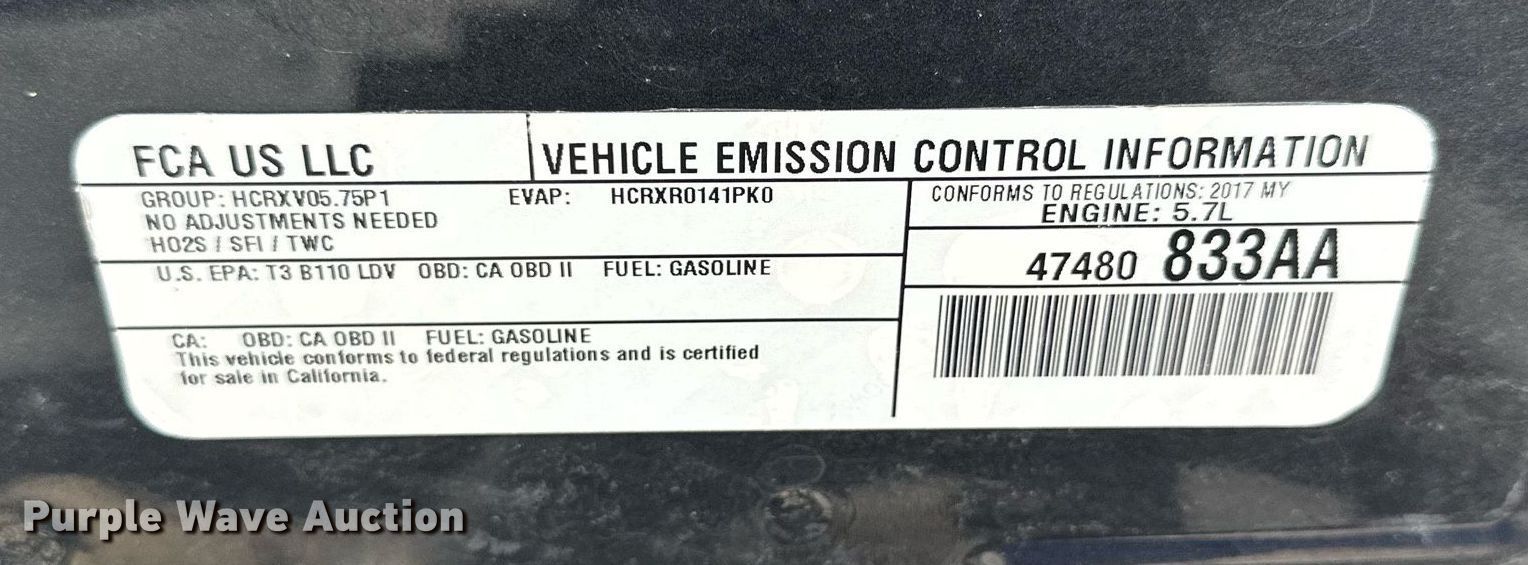 FCA US LLC
VEHICLE EMISSION CONTROL INFORMATION
GROUP: HCRXV05.75P1 EVAP: HCRXR0141PK0
NO ADJUSTMENTS NEEDED
HO2S / SFI / TWC
U.S. EPA: T3 B110 LDV OBD: CA OBD II FUEL: GASOLINE
CA: OBD: CA OBD II FUEL: GASOLINE
This vehicle conforms to federal regulations and is certified
for sale in California.
CONFORMS TO REGULATIONS: 2017 MY
ENGINE: 5.7L
47480 833AA
Purple Wave Auction